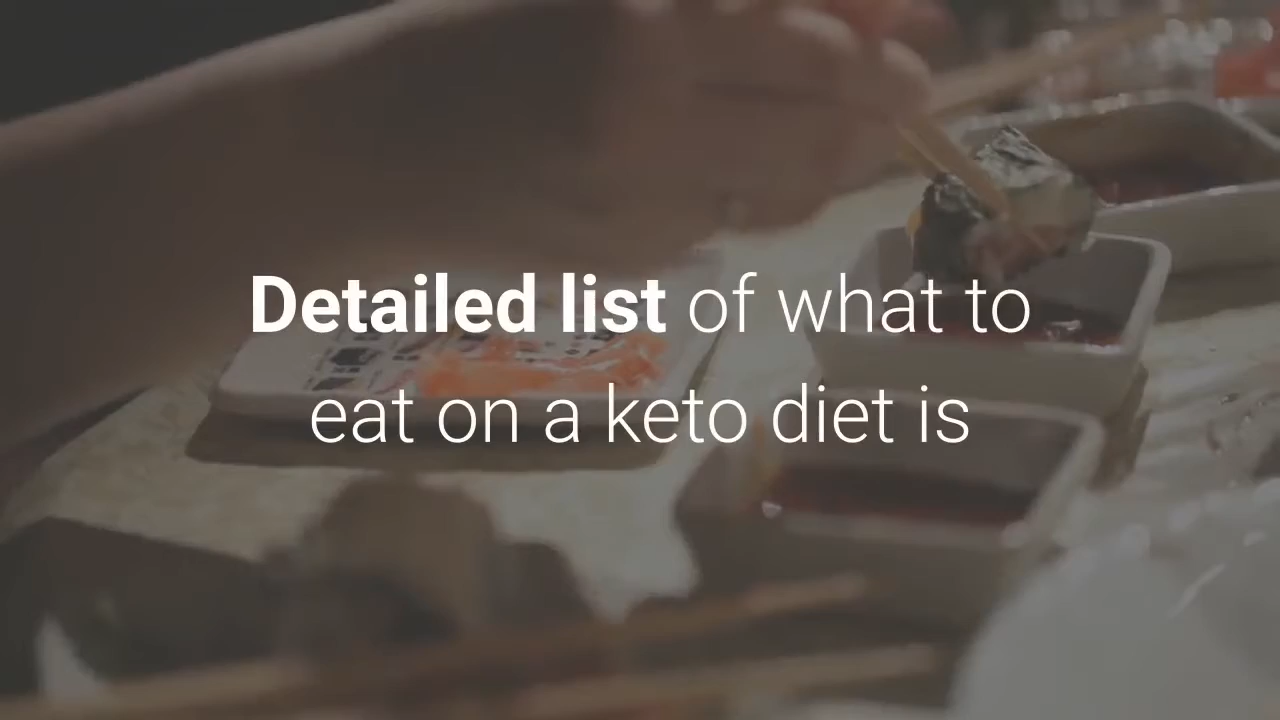 Detailed list of what to
eat on a keto diet is